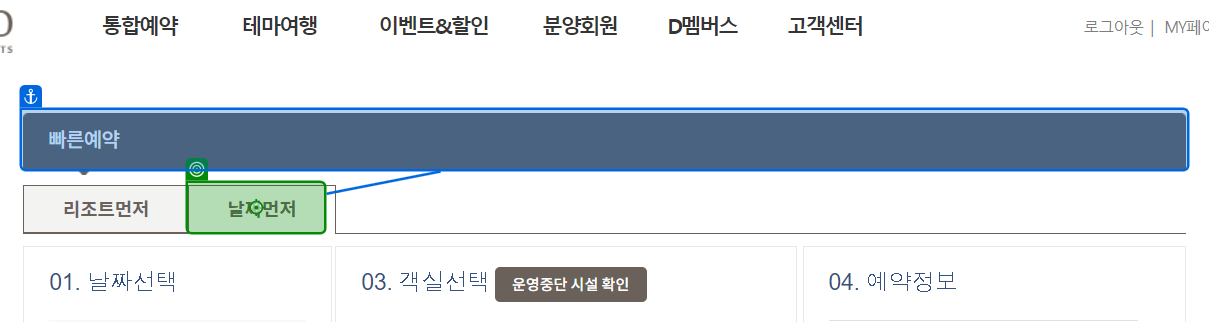 통합예약 테마여행 이벤트&할인 분양회원 D멤버스 고객센터 로그아웃 | MY페이
TS
빠른예약
리조트먼저 날짜먼저
01. 날짜선택 03. 객실선택 운영중단 시설 확인 04. 예약정보